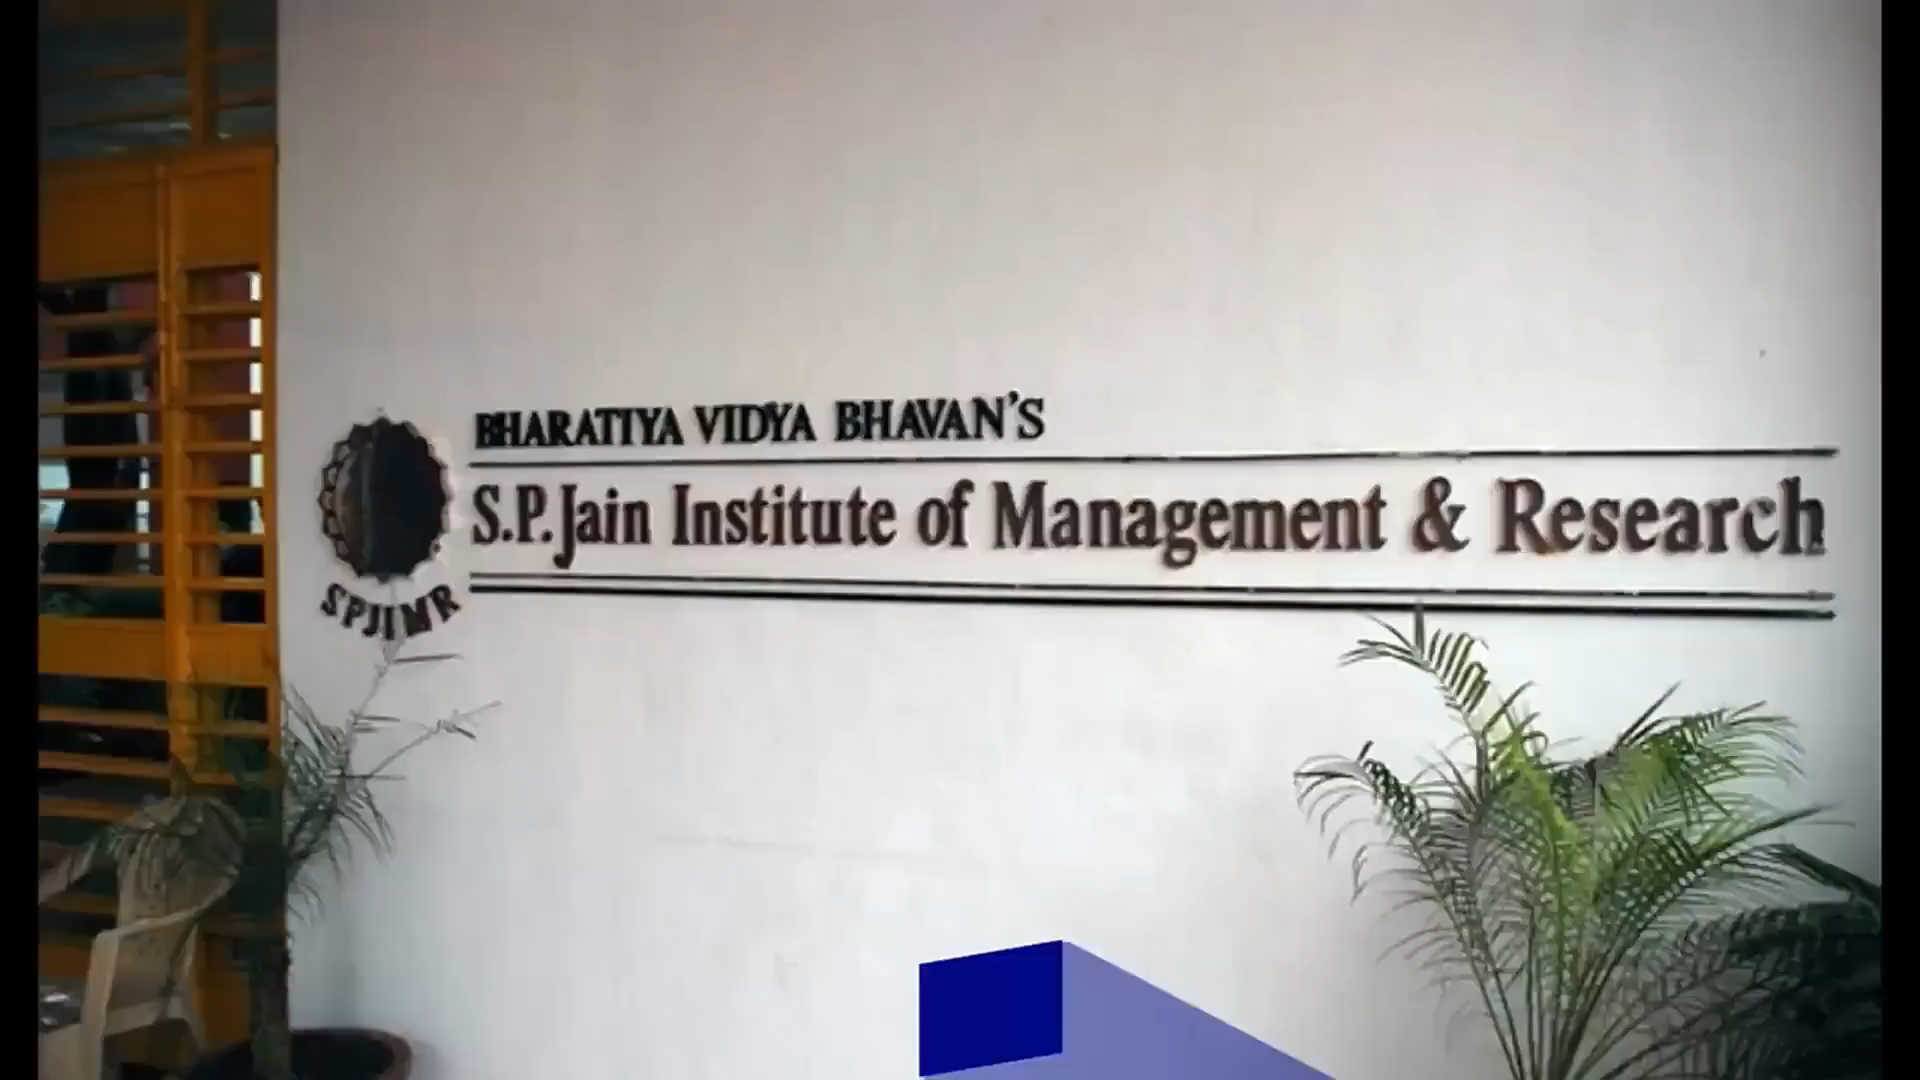 BHARATIYA VIDYA BHAVAN'S
S.P. Jain Institute of Management & Research
SPJIMR